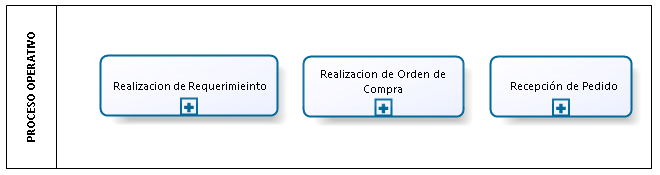 PROCESO OPERATIVO
Realizacion de Requerimieinto
Realizacion de Orden de
Compra
Recepción de Pedido